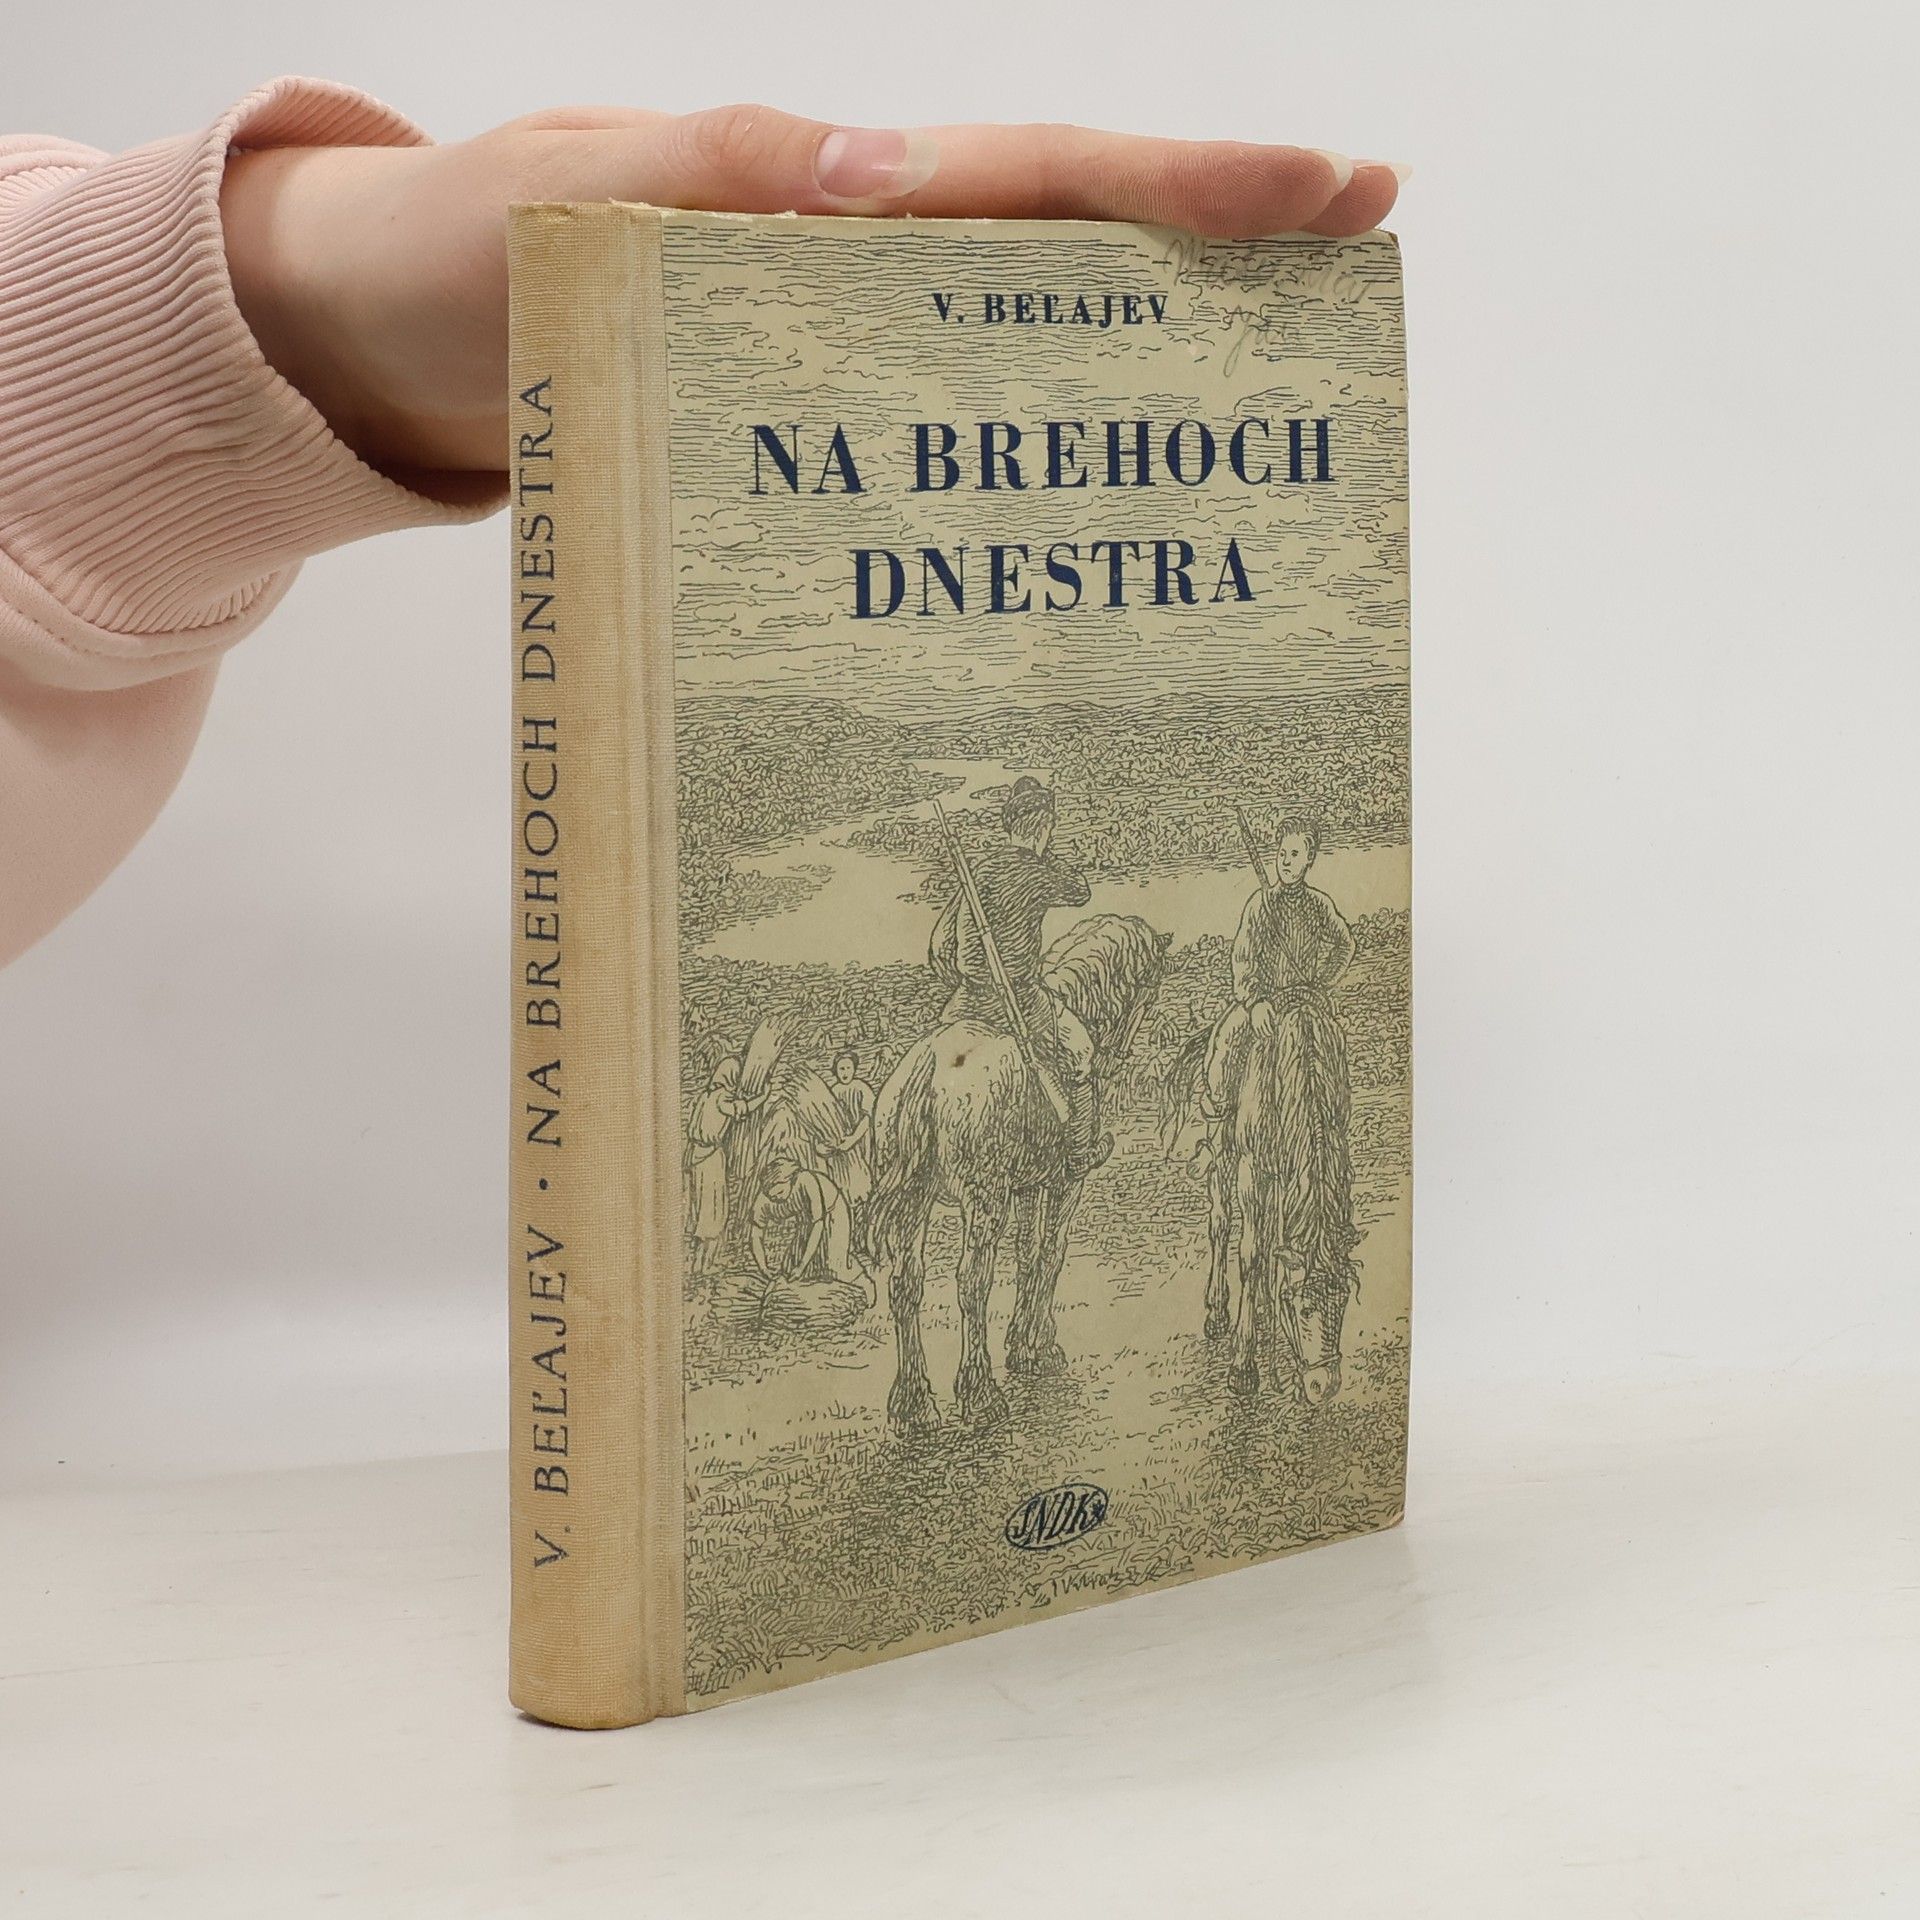 V. BEĽAJEV • NA BREHOCH DNESTRA
V. BEĽAJEV
NA BREHOCH
DNESTRA
SNDK